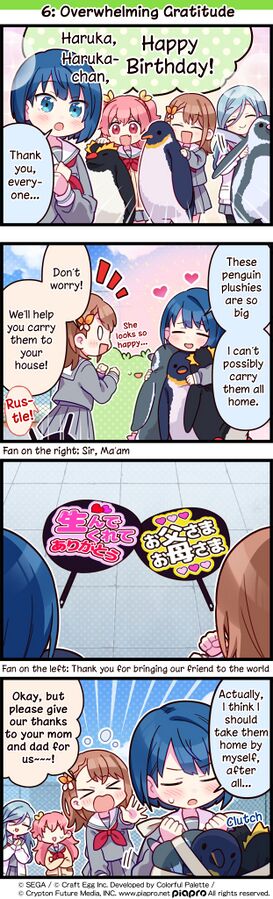 6: Overwhelming Gratitude
Haruka,
Haruka-
chan,
Happy
Birthday!
Thank
you,
every-
one...
These
penguin
plushies
are so
big
I can't
possibly
carry
them all
home.
Don't
worry!
We'll help
you carry
them to
your
house!
She
looks so
happy...
Rus-
tle!
Fan on the right: Sir, Ma'am
生んで
くれて
ありがとう
お父さま
お母さま
Fan on the left: Thank you for bringing our friend to the world
Actually,
I think I
should
take them
home by
myself,
after
all...
Okay, but
please give
our thanks
to your mom
and dad for
us~~~!
Clutch
© SEGA / © Craft Egg Inc. Developed by Colorful Palette /
© Crypton Future Media, INC. www.piapro.net piapro All rights reserved.